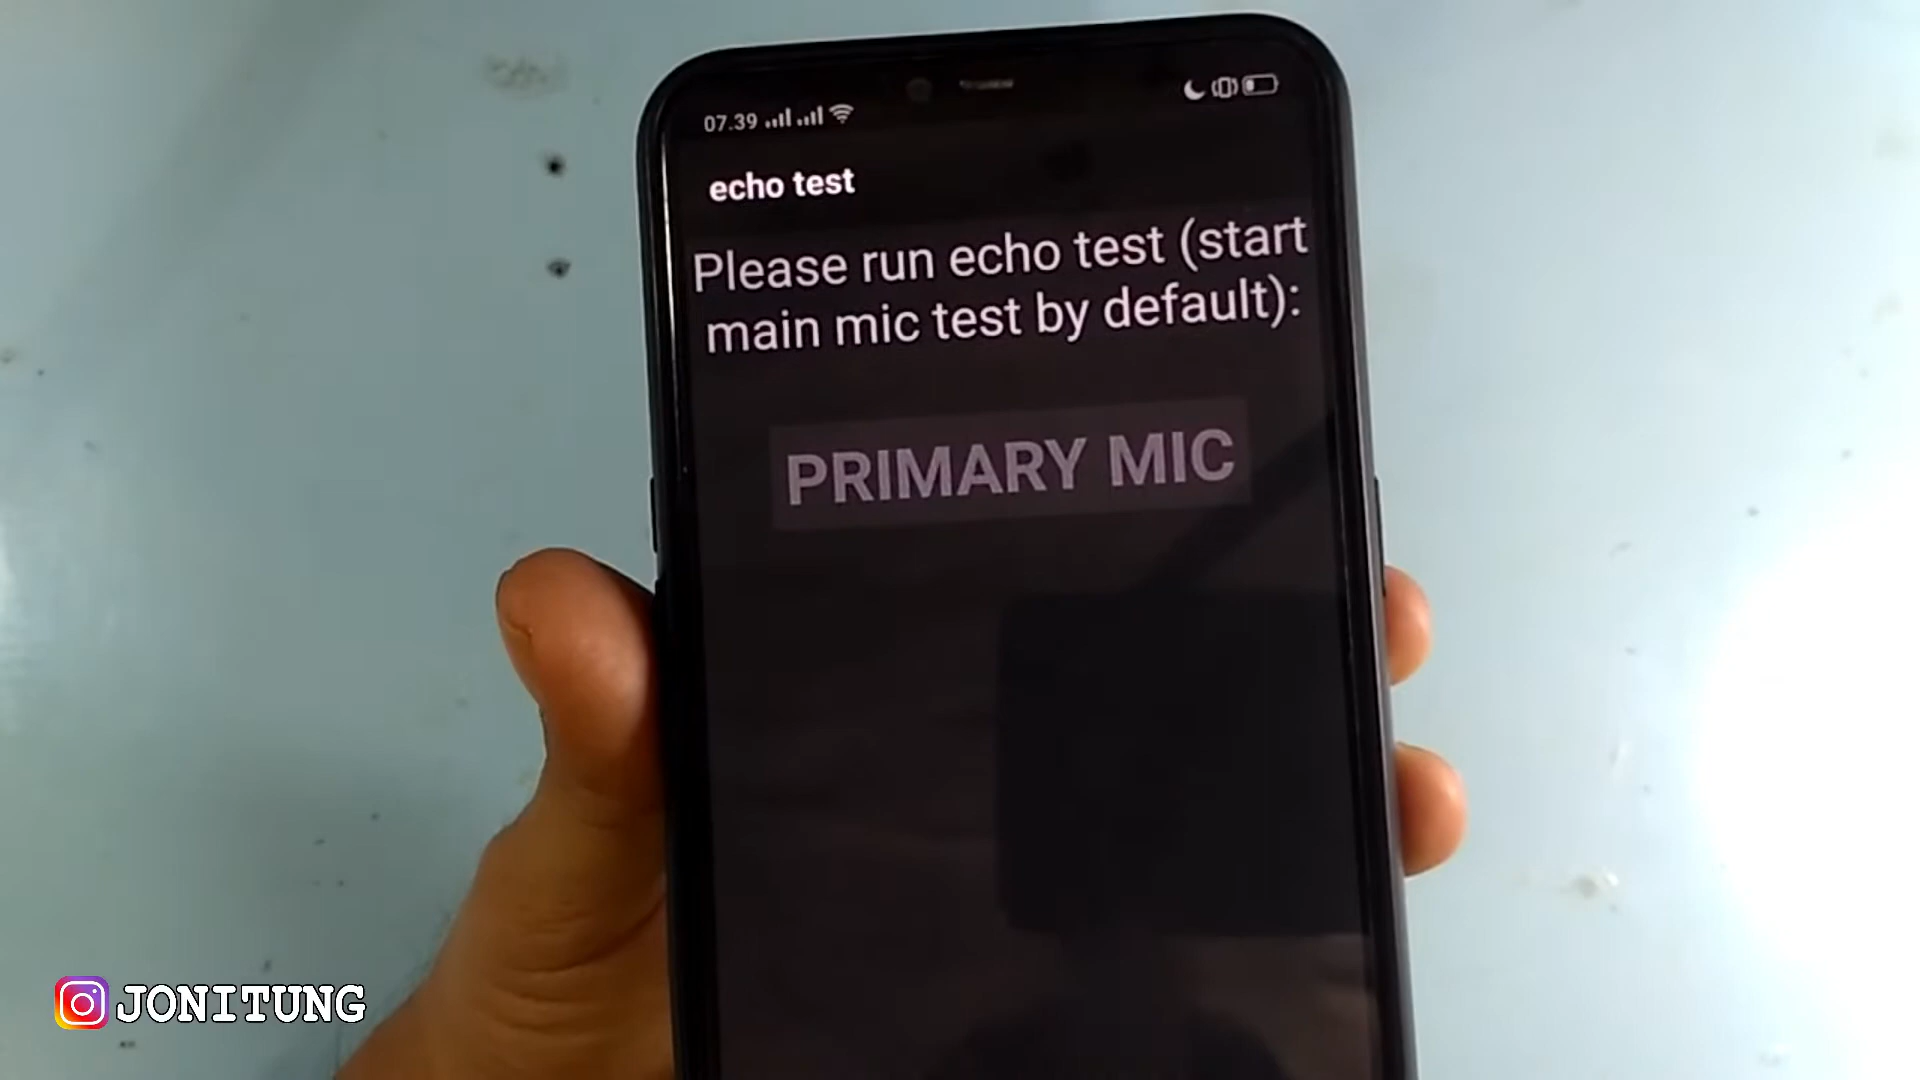 07.39
echo test
Please run echo test (start
main mic test by default):
PRIMARY MIC
JONITUNG